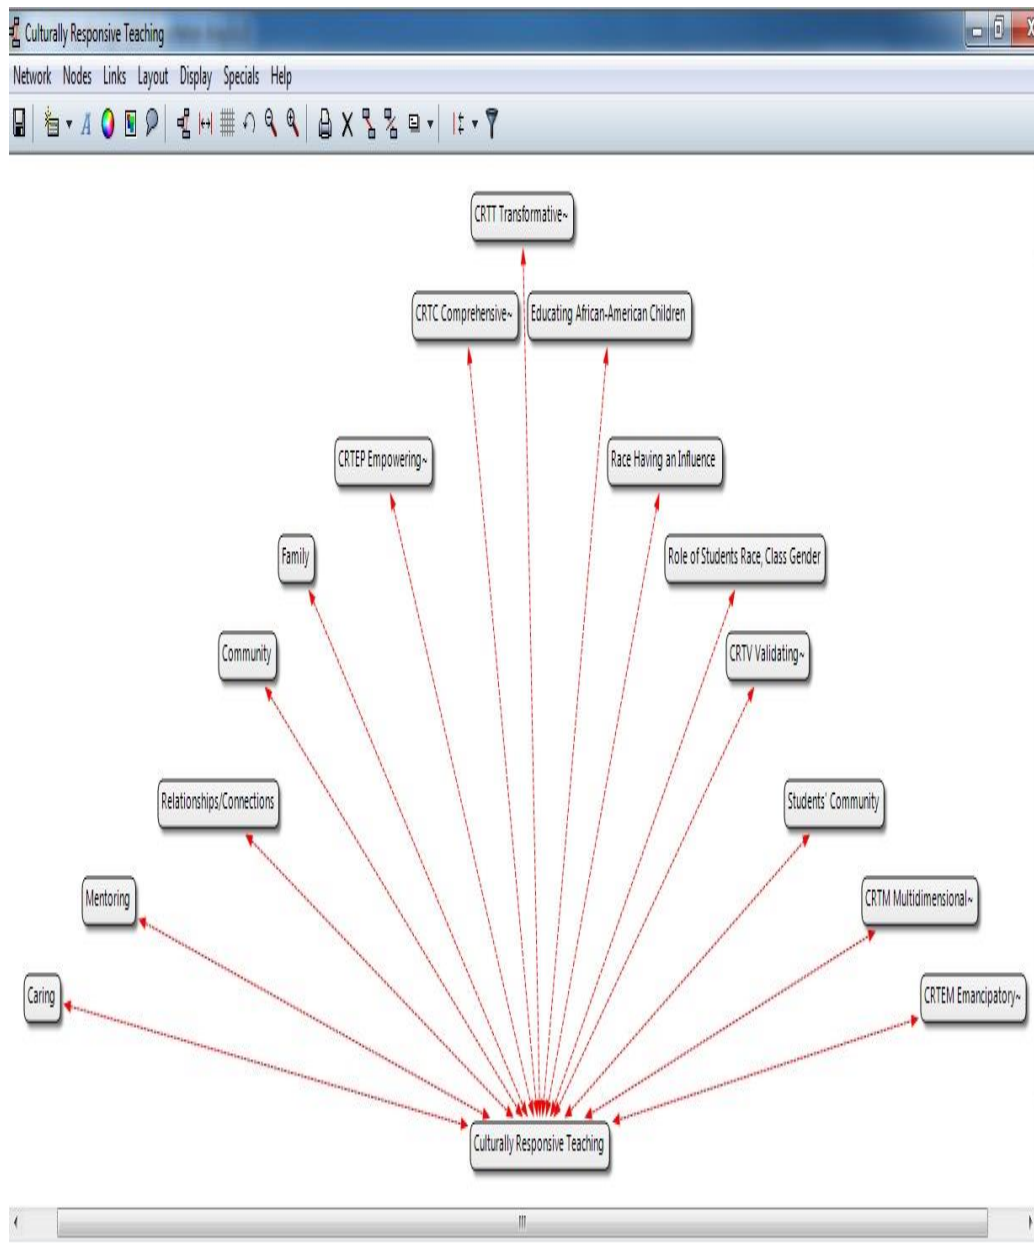 Culturally Responsive Teaching
Network Nodes Links Layout Display Specials Help
CRTT Transformative~
CRTC Comprehensive~
Educating African-American Children
CRTEP Empowering~
Race Having an Influence
Family
Role of Students Race, Class Gender
Community
CRTV Validating~
Relationships/Connections
Students' Community
Mentoring
CRTM Multidimensional~
Caring
CRTEM Emancipatory~
Culturally Responsive Teaching